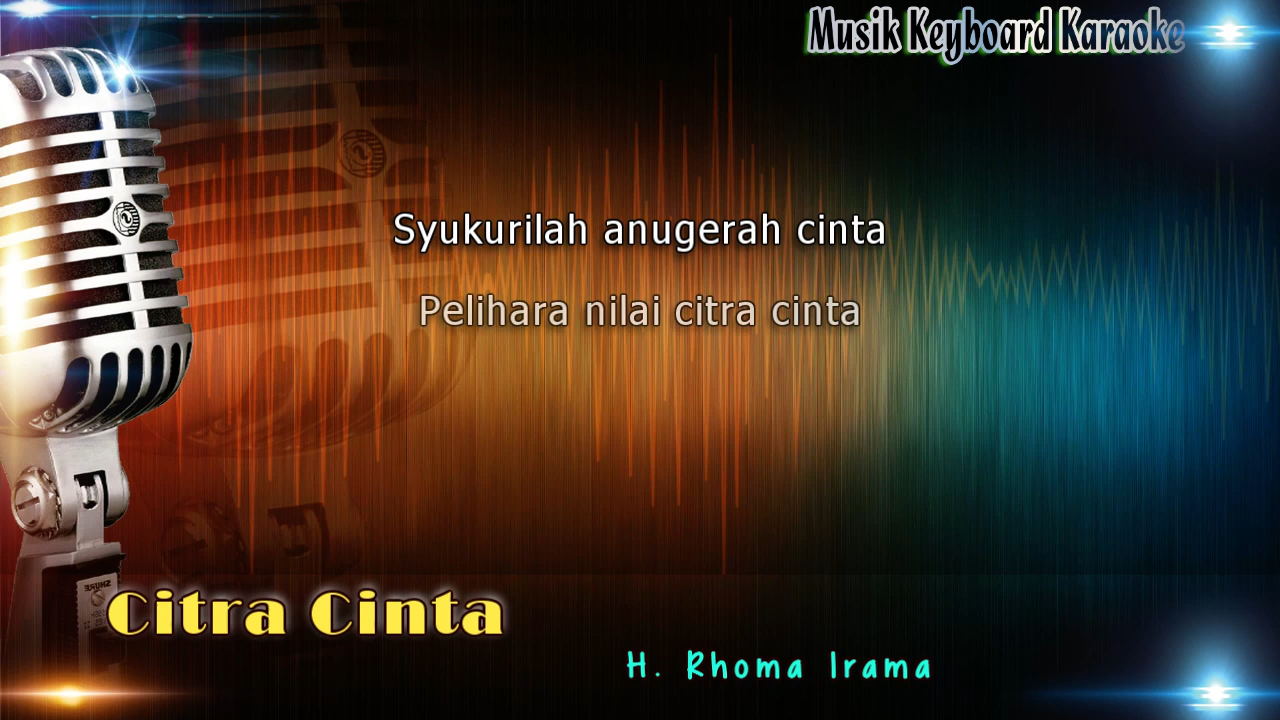 Musik Keyboard Karaoke
Syukurilah anugerah cinta
Pelihara nilai citra cinta
Citra Cinta
H. Rhoma Irama